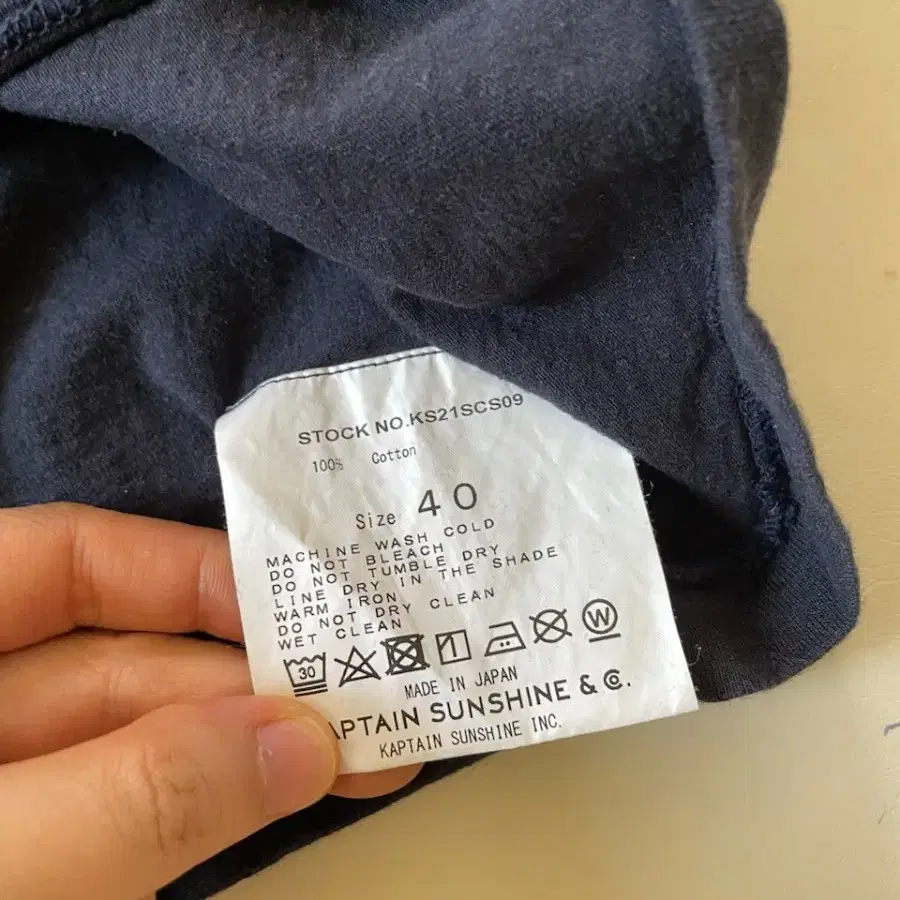 STOCK NO.KS21SCS09
100% Cotton
Size 40
MACHINE WASH COLD
DO NOT BLEACH
DO NOT TUMBLE DRY
LINE DRY IN THE SHADE
WARM IRON
DO NOT DRY CLEAN
WET CLEAN
30 W
MADE IN JAPAN
APTAIN SUNSHINE & Co.
KAPTAIN SUNSHINE INC.